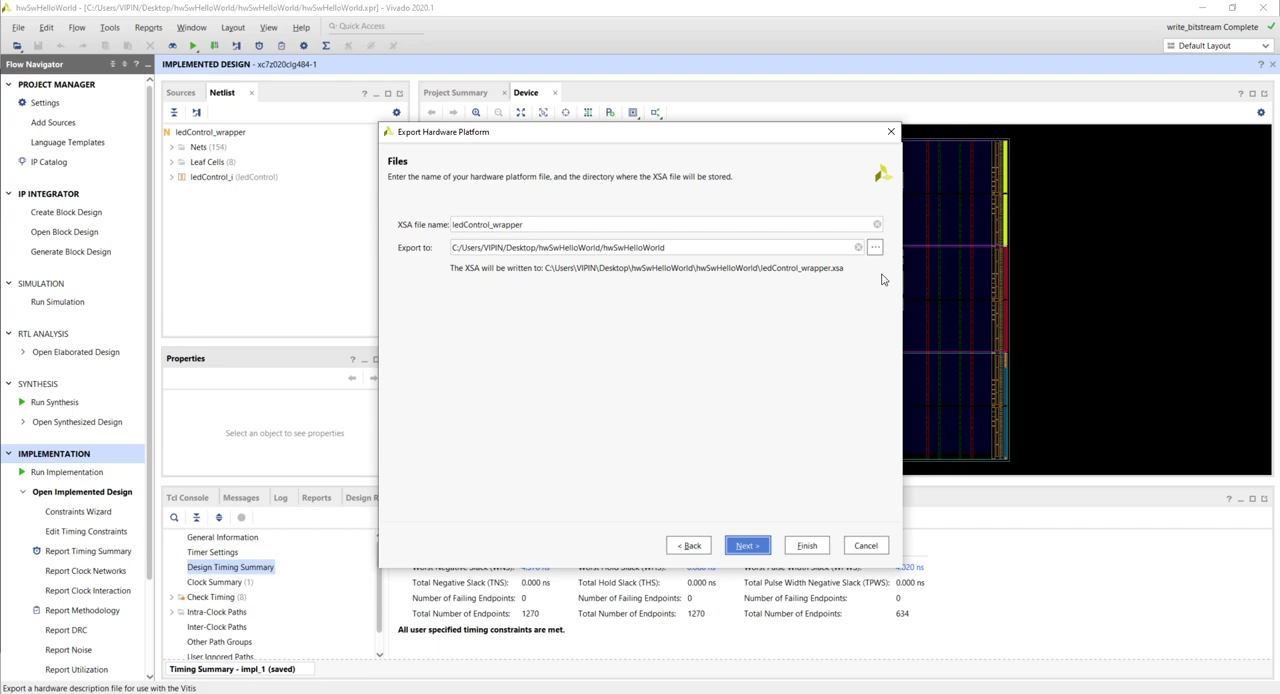 hwSwHelloWorld - [C:/Users/VIPIN/Desktop/hwSwHelloWorld/hwSwHelloWorld/hwSwHelloWorld.xpr] - Vivado 2020.1
File Edit Flow Tools Reports Window Layout View Help Quick Access
write_bitstream Complete
Default Layout
Flow Navigator
IMPLEMENTED DESIGN - xc7z020clg484-1
PROJECT MANAGER
Settings
Add Sources
Language Templates
IP Catalog
IP INTEGRATOR
Create Block Design
Open Block Design
Generate Block Design
SIMULATION
Run Simulation
RTL ANALYSIS
Open Elaborated Design
SYNTHESIS
Run Synthesis
Open Synthesized Design
IMPLEMENTATION
Run Implementation
Open Implemented Design
Constraints Wizard
Edit Timing Constraints
Report Timing Summary
Report Clock Networks
Report Clock Interaction
Report Methodology
Report DRC
Report Noise
Report Utilization
Sources Netlist
N ledControl_wrapper
Nets (154)
Leaf Cells (8)
ledControl_i (ledControl)
Properties
Select an object to see properties
Project Summary Device
Export Hardware Platform
Files
Enter the name of your hardware platform file, and the directory where the XSA file will be stored.
XSA file name: ledControl_wrapper
Export to: C:/Users/VIPIN/Desktop/hwSwHelloWorld/hwSwHelloWorld
The XSA will be written to: C:\Users\VIPIN\Desktop\hwSwHelloWorld\hwSwHelloWorld\ledControl_wrapper.xsa
< Back Next > Finish Cancel
Tcl Console Messages Log Reports Design R
General Information
Timer Settings
Design Timing Summary
Clock Summary (1)
Check Timing (8)
Intra-Clock Paths
Inter-Clock Paths
Other Path Groups
User Ignored Paths
Total Negative Slack (TNS): 0.000 ns Total Hold Slack (THS): 0.000 ns Total Pulse Width Negative Slack (TPWS): 0.000 ns
Number of Failing Endpoints: 0 Number of Failing Endpoints: 0 Number of Failing Endpoints: 0
Total Number of Endpoints: 1270 Total Number of Endpoints: 1270 Total Number of Endpoints: 634
All user specified timing constraints are met.
Timing Summary - impl_1 (saved)
Export a hardware description file for use with the Vitis